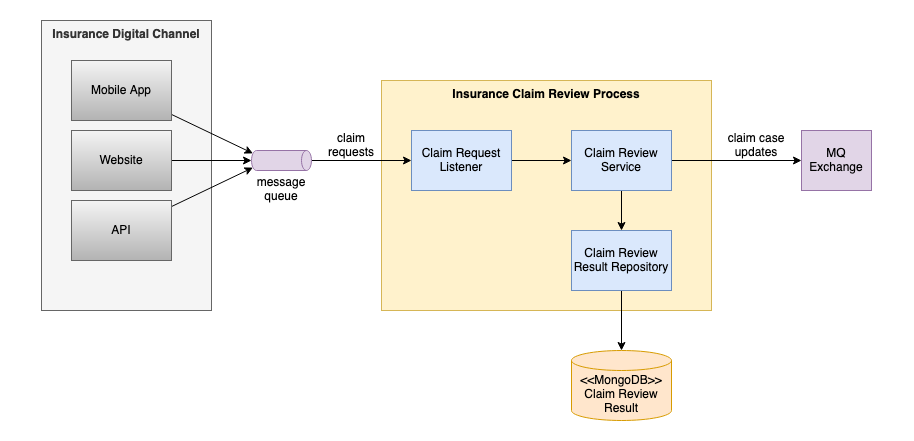 Insurance Digital Channel
Mobile App
Website
API
message
queue
claim
requests
Insurance Claim Review Process
Claim Request
Listener
Claim Review
Service
Claim Review
Result Repository
claim case
updates
MQ
Exchange
<<MongoDB>>
Claim Review
Result